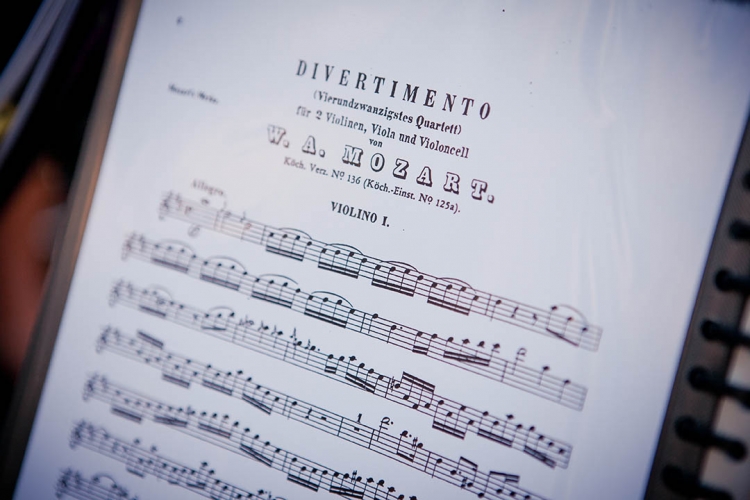 DIVERTIMENTO
(Vierundzwanzigstes Quartett)
für 2 Violinen, Viola und Violoncell
Mozart's Werke.
von
W. A. MOZART.
Köch. Verz. Nº 136 (Köch.-Einst. Nº 125a).
VIOLINO I.
Allegro.